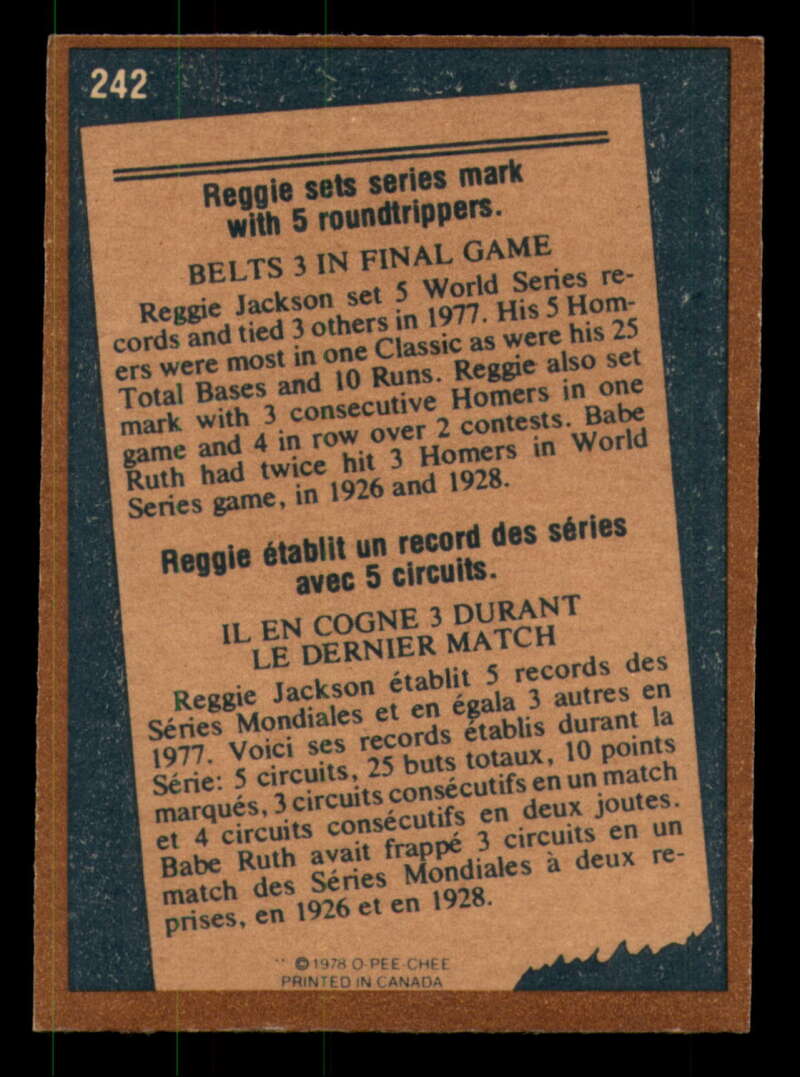 242
Reggie sets series mark
with 5 roundtrippers.
BELTS 3 IN FINAL GAME
Reggie Jackson set 5 World Series re-
cords and tied 3 others in 1977. His 5 Hom-
ers were most in one Classic as were his 25
Total Bases and 10 Runs. Reggie also set
mark with 3 consecutive Homers in one
game and 4 in row over 2 contests. Babe
Ruth had twice hit 3 Homers in World
Series game, in 1926 and 1928.
Reggie établit un record des séries
avec 5 circuits.
IL EN COGNE 3 DURANT
LE DERNIER MATCH
Reggie Jackson établit 5 records des
Séries Mondiales et en égala 3 autres en
1977. Voici ses records établis durant la
Série: 5 circuits, 25 buts totaux, 10 points
marqués, 3 circuits consécutifs en un match
et 4 circuits consécutifs en deux joutes.
Babe Ruth avait frappé 3 circuits en un
match des Séries Mondiales à deux re-
prises, en 1926 et en 1928.
© 1978 O-PEE-CHEE
PRINTED IN CANADA